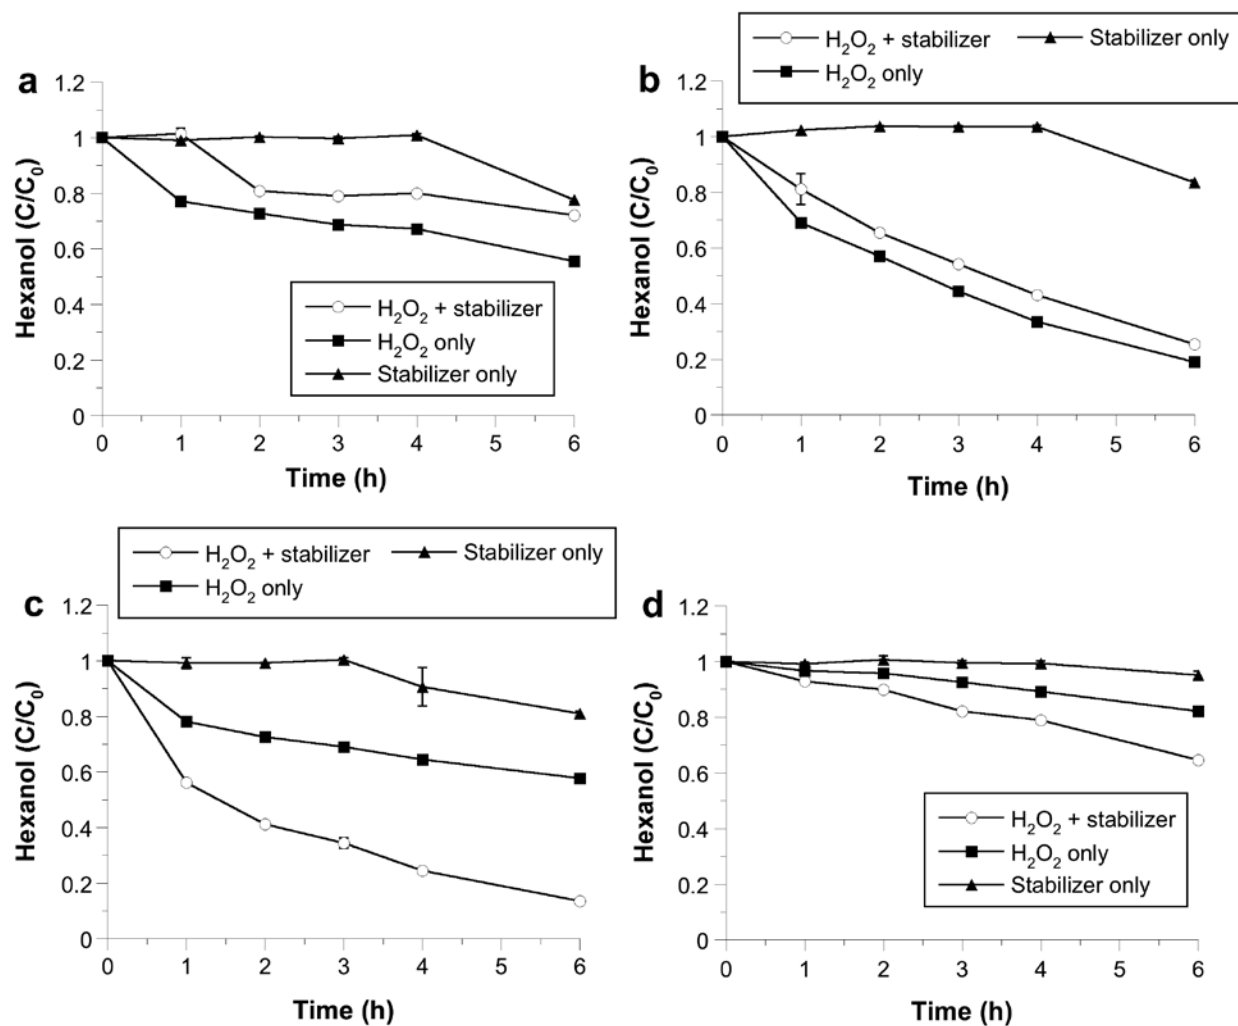 a
H₂O₂ + stabilizer
H₂O₂ only
Stabilizer only
1.2
1
0.8
0.6
0.4
0.2
0
0 1 2 3 4 5 6
Hexanol (C/C₀)
Time (h)
b
H₂O₂ + stabilizer Stabilizer only
H₂O₂ only
1.2
1
0.8
0.6
0.4
0.2
0
0 1 2 3 4 5 6
Hexanol (C/C₀)
Time (h)
c
H₂O₂ + stabilizer Stabilizer only
H₂O₂ only
1.2
1
0.8
0.6
0.4
0.2
0
0 1 2 3 4 5 6
Hexanol (C/C₀)
Time (h)
d
H₂O₂ + stabilizer
H₂O₂ only
Stabilizer only
1.2
1
0.8
0.6
0.4
0.2
0
0 1 2 3 4 5 6
Hexanol (C/C₀)
Time (h)